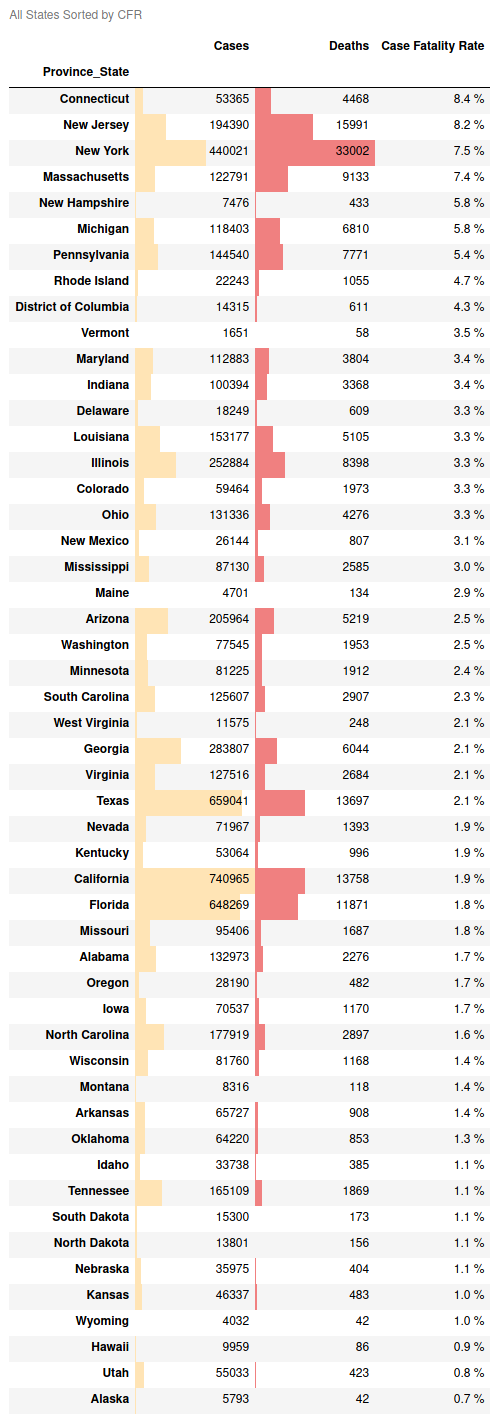 All States Sorted by CFR
Cases Deaths Case Fatality Rate
Province_State
Connecticut 53365 4468 8.4 %
New Jersey 194390 15991 8.2 %
New York 440021 33002 7.5 %
Massachusetts 122791 9133 7.4 %
New Hampshire 7476 433 5.8 %
Michigan 118403 6810 5.8 %
Pennsylvania 144540 7771 5.4 %
Rhode Island 22243 1055 4.7 %
District of Columbia 14315 611 4.3 %
Vermont 1651 58 3.5 %
Maryland 112883 3804 3.4 %
Indiana 100394 3368 3.4 %
Delaware 18249 609 3.3 %
Louisiana 153177 5105 3.3 %
Illinois 252884 8398 3.3 %
Colorado 59464 1973 3.3 %
Ohio 131336 4276 3.3 %
New Mexico 26144 807 3.1 %
Mississippi 87130 2585 3.0 %
Maine 4701 134 2.9 %
Arizona 205964 5219 2.5 %
Washington 77545 1953 2.5 %
Minnesota 81225 1912 2.4 %
South Carolina 125607 2907 2.3 %
West Virginia 11575 248 2.1 %
Georgia 283807 6044 2.1 %
Virginia 127516 2684 2.1 %
Texas 659041 13697 2.1 %
Nevada 71967 1393 1.9 %
Kentucky 53064 996 1.9 %
California 740965 13758 1.9 %
Florida 648269 11871 1.8 %
Missouri 95406 1687 1.8 %
Alabama 132973 2276 1.7 %
Oregon 28190 482 1.7 %
Iowa 70537 1170 1.7 %
North Carolina 177919 2897 1.6 %
Wisconsin 81760 1168 1.4 %
Montana 8316 118 1.4 %
Arkansas 65727 908 1.4 %
Oklahoma 64220 853 1.3 %
Idaho 33738 385 1.1 %
Tennessee 165109 1869 1.1 %
South Dakota 15300 173 1.1 %
North Dakota 13801 156 1.1 %
Nebraska 35975 404 1.1 %
Kansas 46337 483 1.0 %
Wyoming 4032 42 1.0 %
Hawaii 9959 86 0.9 %
Utah 55033 423 0.8 %
Alaska 5793 42 0.7 %